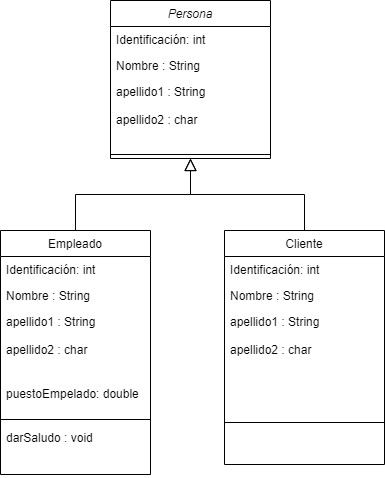 Persona
Identificación: int
Nombre : String
apellido1 : String
apellido2 : char
Empleado
Identificación: int
Nombre : String
apellido1 : String
apellido2 : char
puestoEmpelado: double
darSaludo : void
Cliente
Identificación: int
Nombre : String
apellido1 : String
apellido2 : char